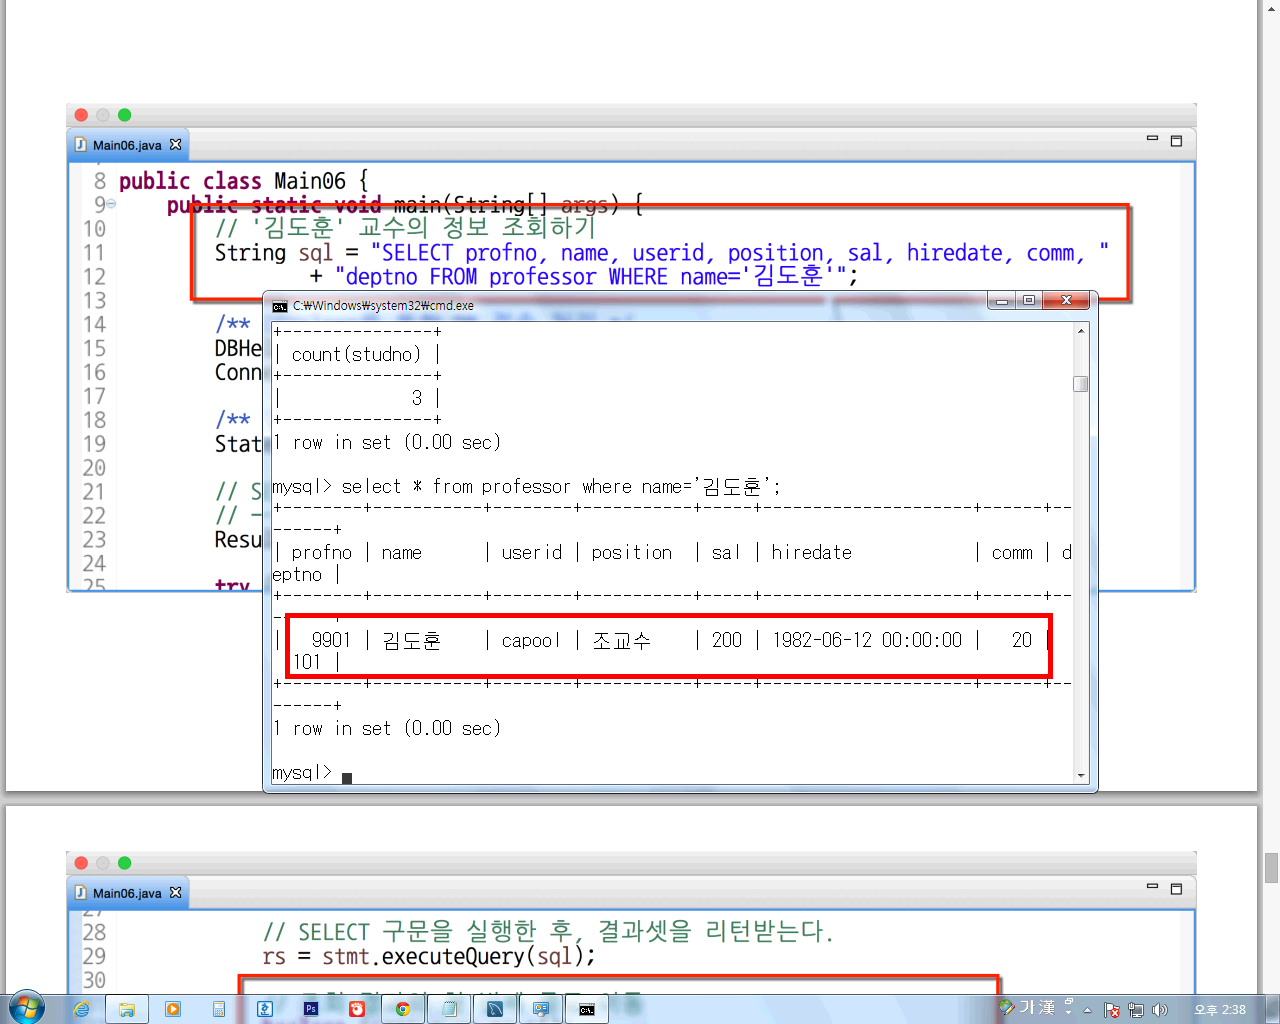 Main06.java
8 public class Main06 {
9 public static void main(String[] args) {
10 // '김도훈' 교수의 정보 조회하기
11 String sql = "SELECT profno, name, userid, position, sal, hiredate, comm, "
12 + "deptno FROM professor WHERE name='김도훈'";
13
14 /**
15 DBHe
16 Conn
17
18 /**
19 Stat
20
21 // S
22 // -
23 Resu
24
25 try
C:₩Windows₩system32₩cmd.exe
+--------------+
| count(studno) |
+--------------+
| 3 |
+--------------+
1 row in set (0.00 sec)
mysql> select * from professor where name='김도훈';
+--------+-----------+--------+-----------+-----+---------------------+------+--
------+
| profno | name | userid | position | sal | hiredate | comm | d
eptno |
+--------+-----------+--------+-----------+-----+---------------------+------+--
| 9901 | 김도훈 | capool | 조교수 | 200 | 1982-06-12 00:00:00 | 20 |
101 |
+--------+-----------+--------+-----------+-----+---------------------+------+--
------+
1 row in set (0.00 sec)
mysql>
Main06.java
27
28 // SELECT 구문을 실행한 후, 결과셋을 리턴받는다.
29 rs = stmt.executeQuery(sql);
30
가 漢
오후 2:38